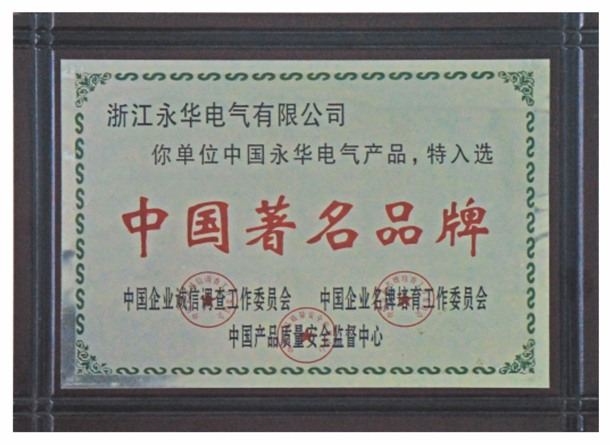 浙江永华电气有限公司
你单位中国永华电气产品，特入选
中国著名品牌
中国企业诚信调查工作委员会 中国企业名牌培育工作委员会
中国产品质量安全监督中心